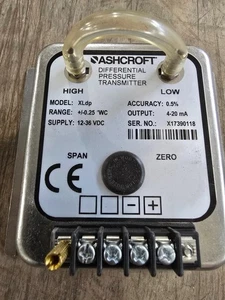 ASHCROFT
DIFFERENTIAL
PRESSURE
TRANSMITTER
HIGH LOW
MODEL: XLdp ACCURACY: 0.5%
RANGE: +/-0.25 "WC OUTPUT: 4-20 mA
SUPPLY: 12-36 VDC SER. NO.: X17390118
SPAN ZERO
− +